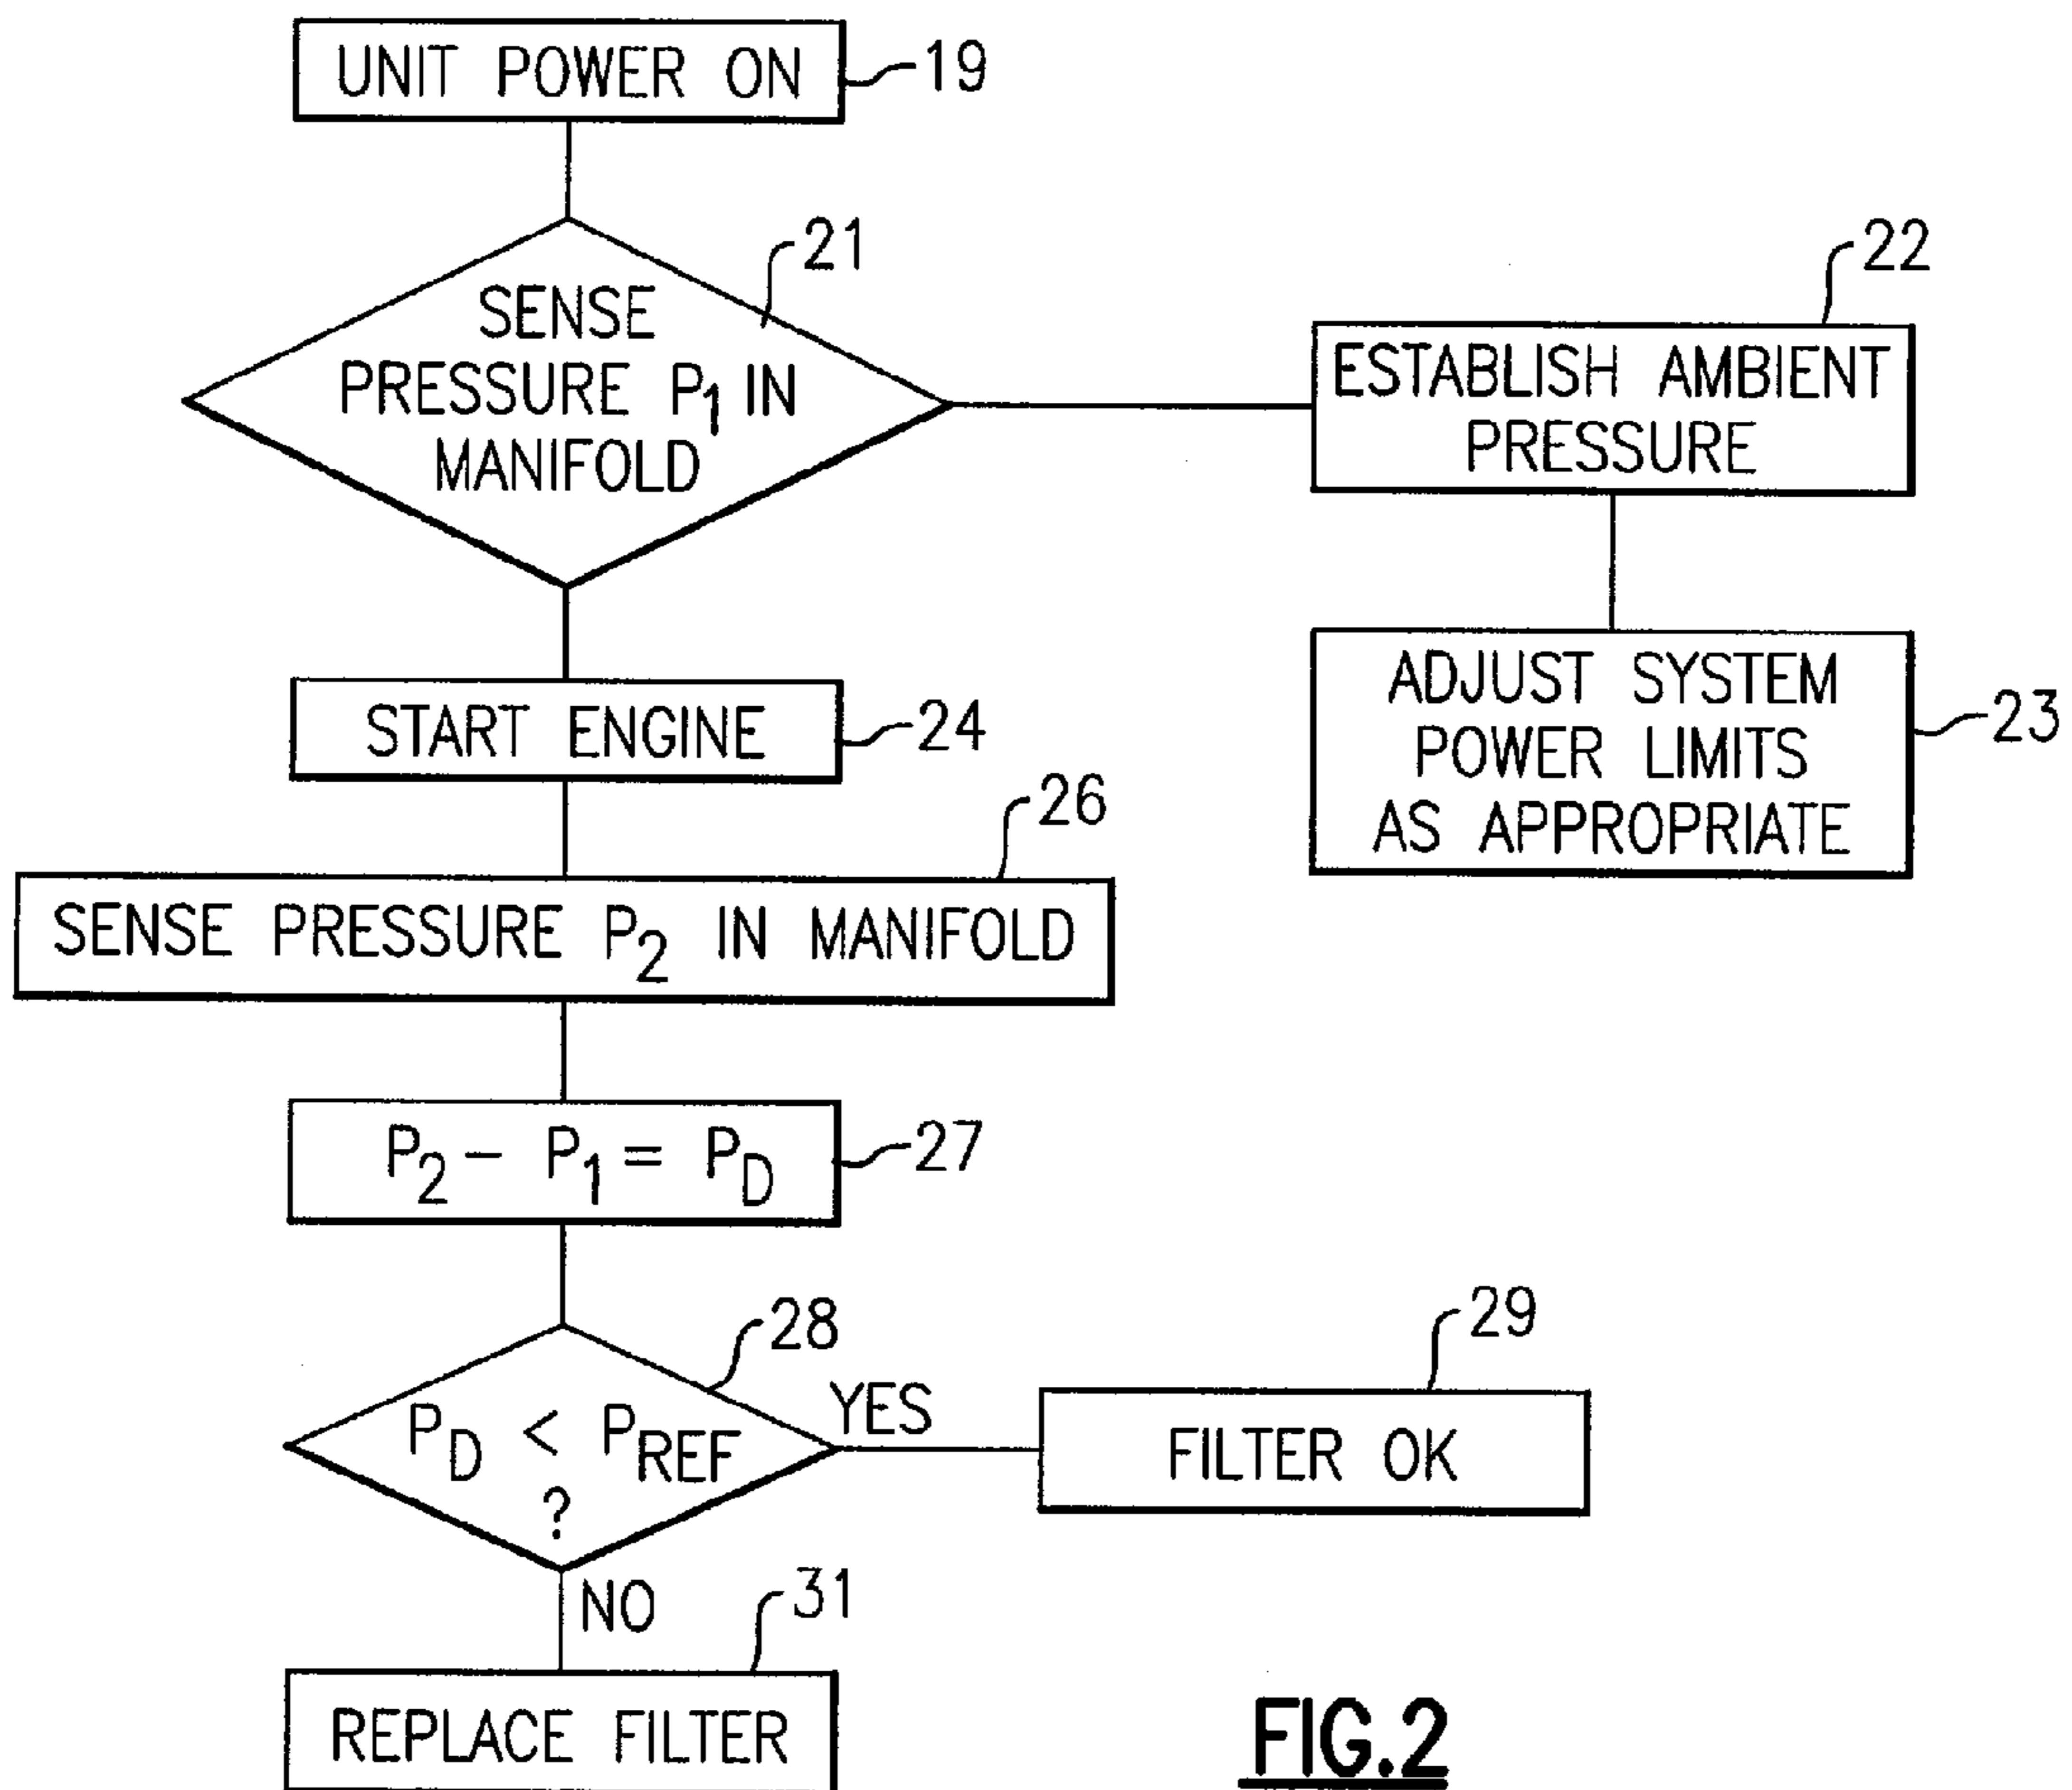 UNIT POWER ON
19
21
SENSE
PRESSURE P1 IN
MANIFOLD
22
ESTABLISH AMBIENT
PRESSURE
ADJUST SYSTEM
POWER LIMITS
AS APPROPRIATE
23
START ENGINE
24
26
SENSE PRESSURE P2 IN MANIFOLD
P2 – P1 = PD
27
28
PD < PREF
?
YES
29
FILTER OK
NO
31
REPLACE FILTER
FIG.2